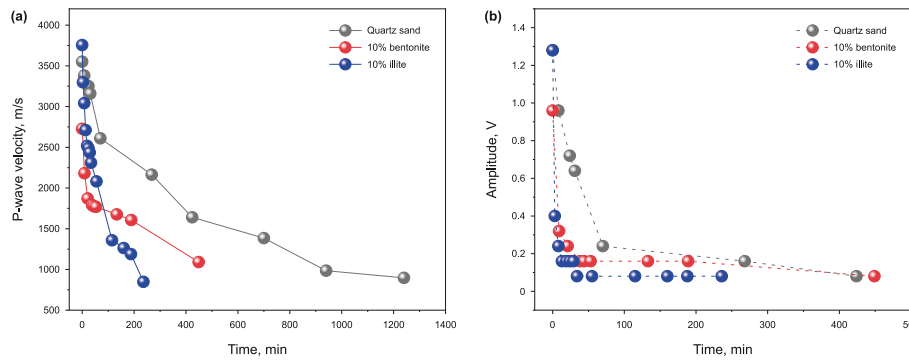 (a)
4000
3500
3000
2500
2000
1500
1000
500
P-wave velocity, m/s
0
200
400
600
800
1000
1200
1400
Time, min
Quartz sand
10% bentonite
10% illite
(b)
1.4
1.2
1.0
0.8
0.6
0.4
0.2
0
Amplitude, V
0
100
200
300
400
500
Time, min
Quartz sand
10% bentonite
10% illite